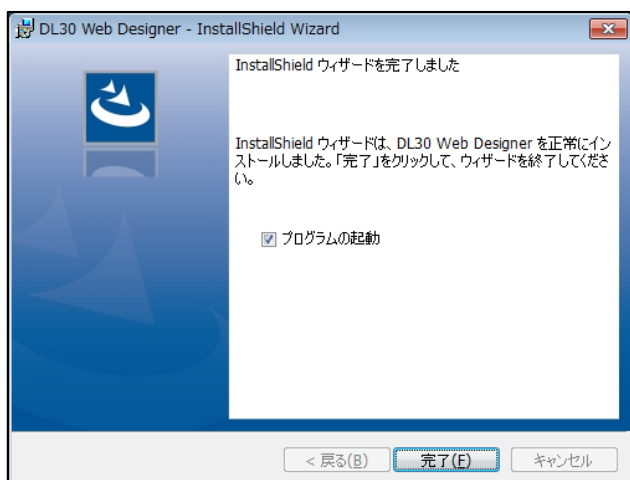 DL30 Web Designer - InstallShield Wizard
InstallShield ウィザードを完了しました
InstallShield ウィザードは、DL30 Web Designer を正常にイン
ストールしました。「完了」をクリックして、ウィザードを終了してくださ
い。
プログラムの起動
< 戻る(B)
完了(F)
キャンセル